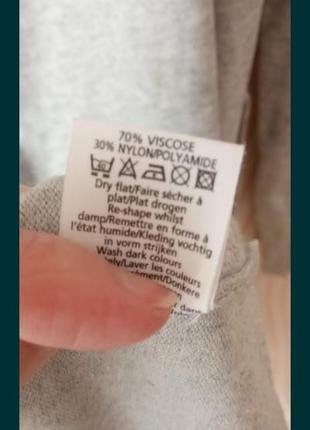 70% VISCOSE
30% NYLON/POLYAMIDE
Dry flat/Faire sécher à
plat/Plat drogen
Re-shape whilst
damp/Remettre en forme à
l'état humide/Kleding vochtig
in vorm strijken
Wash dark colours
les couleurs